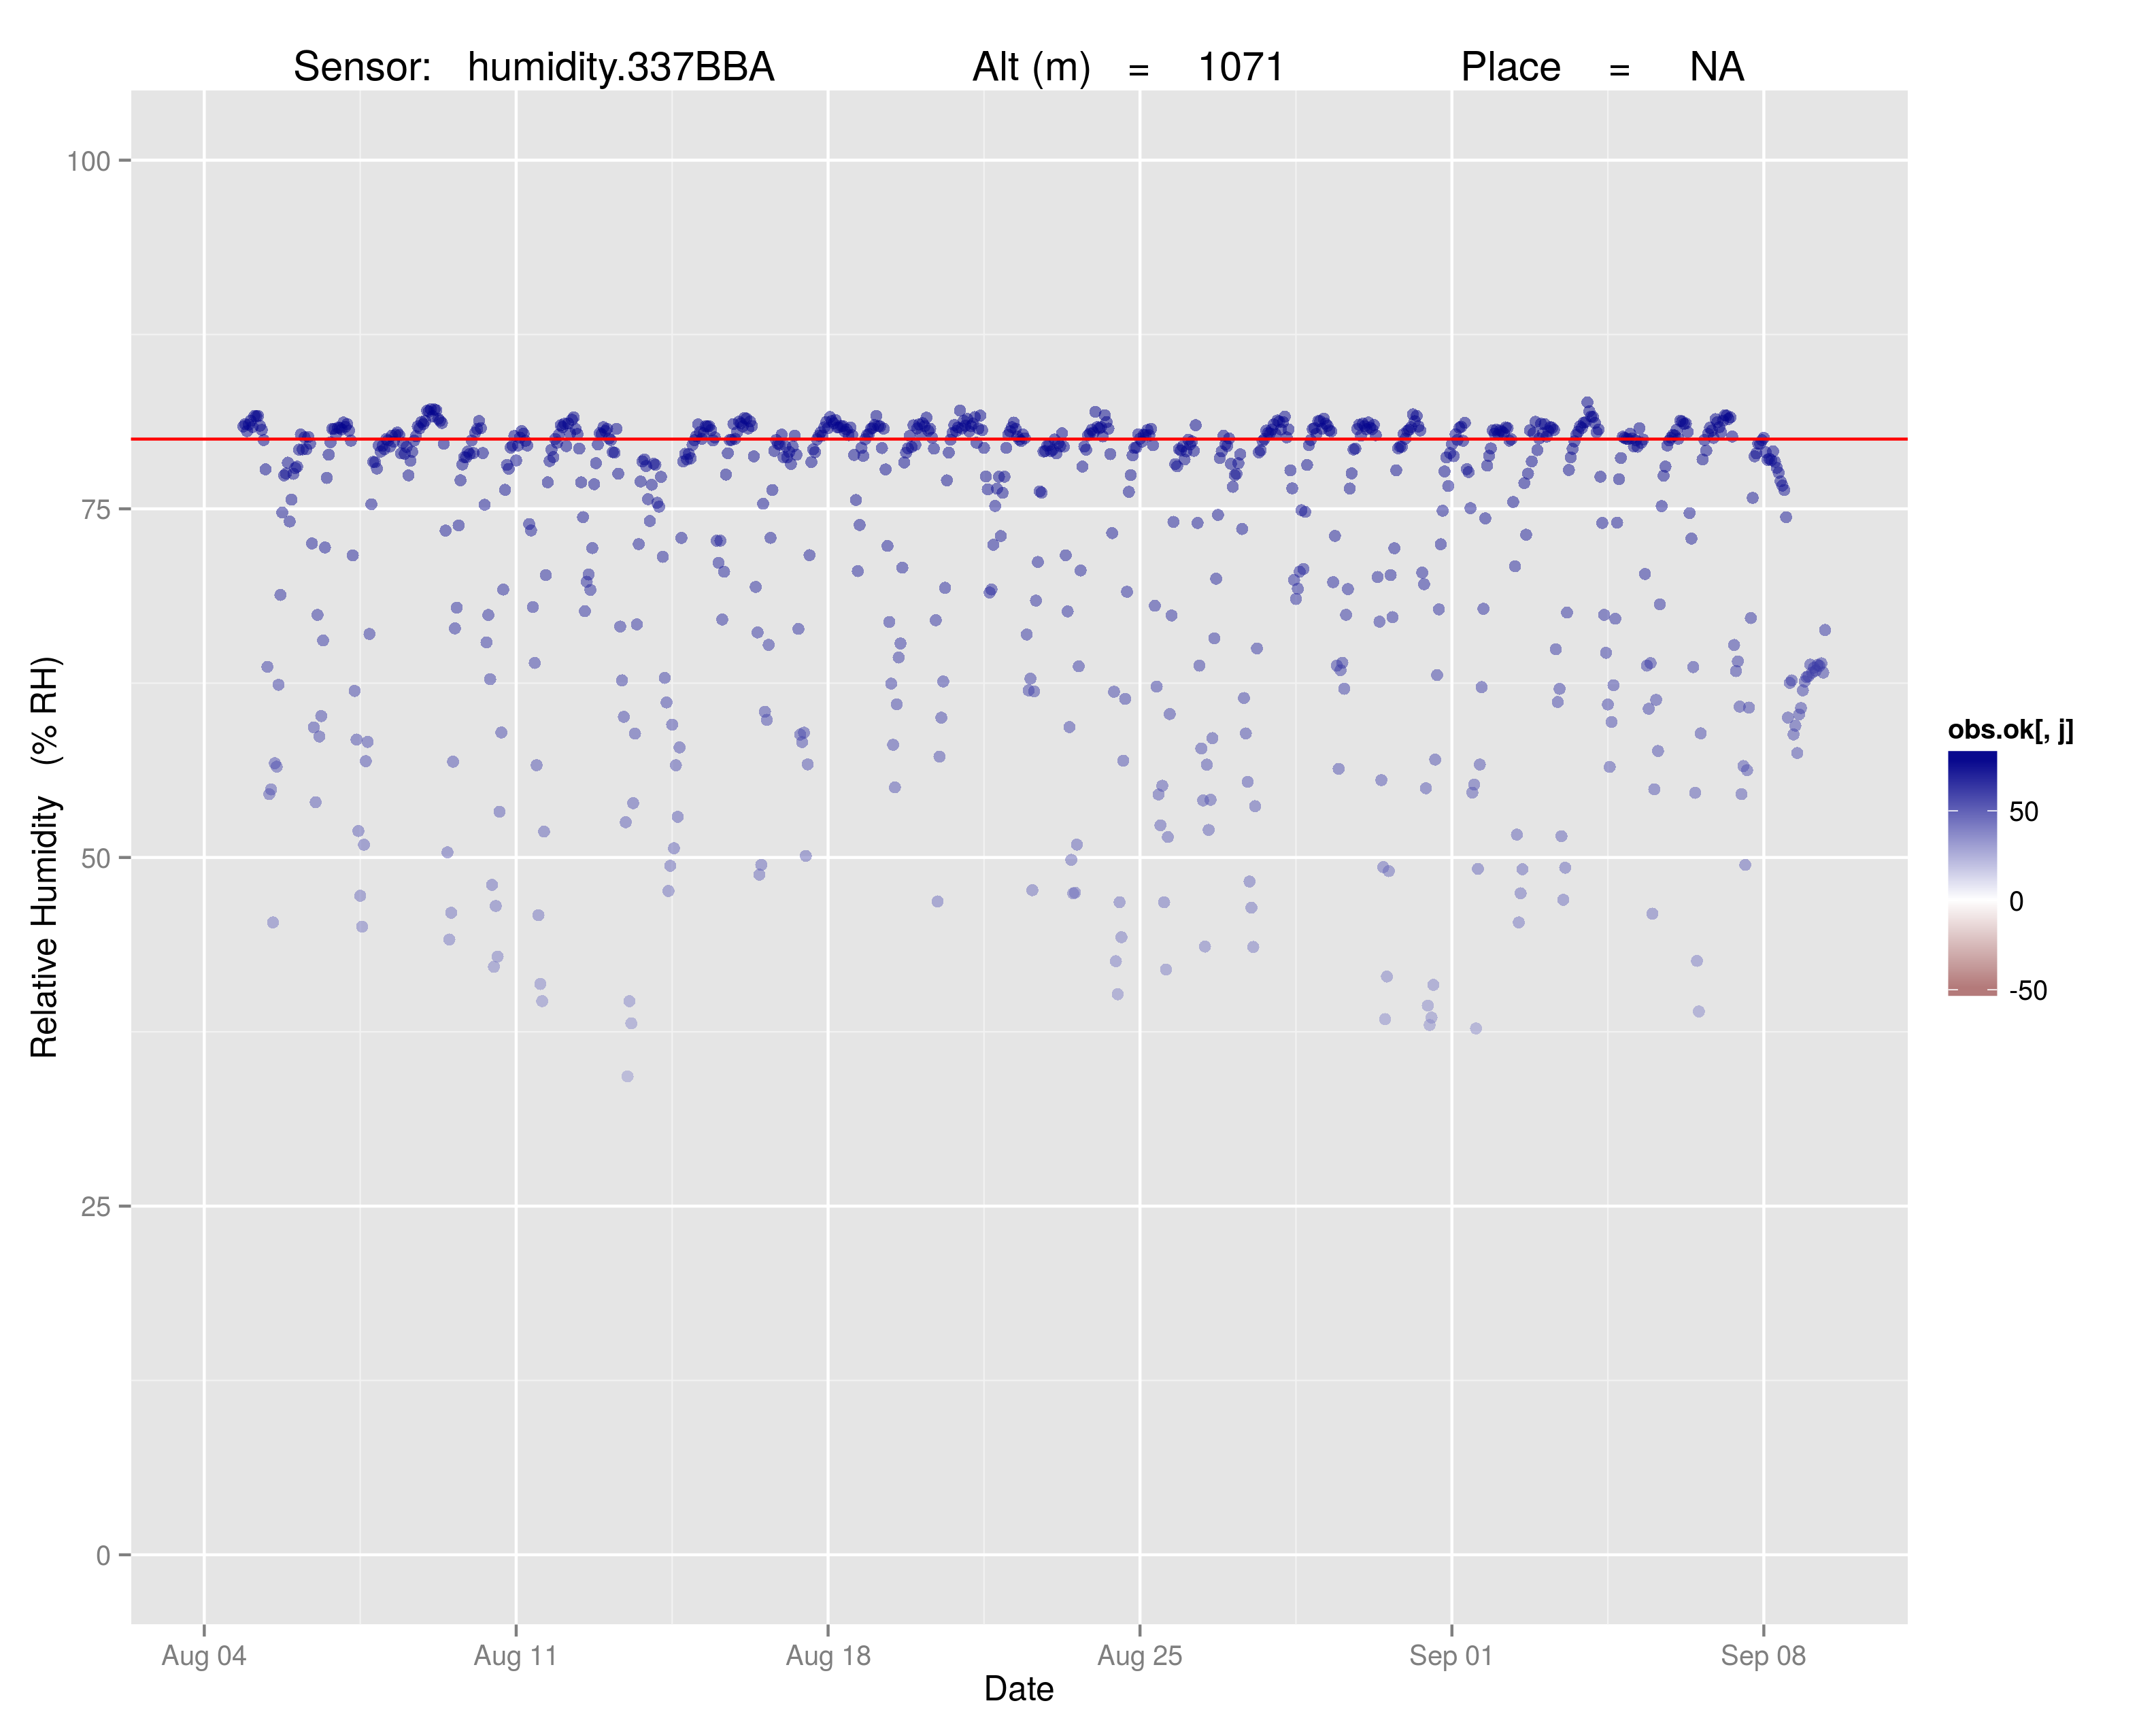 Sensor: humidity.337BBA Alt (m) = 1071 Place = NA
100
75
50
25
0
Relative Humidity (% RH)
Aug 04 Aug 11 Aug 18 Aug 25 Sep 01 Sep 08
Date
obs.ok[, j]
50
0
-50